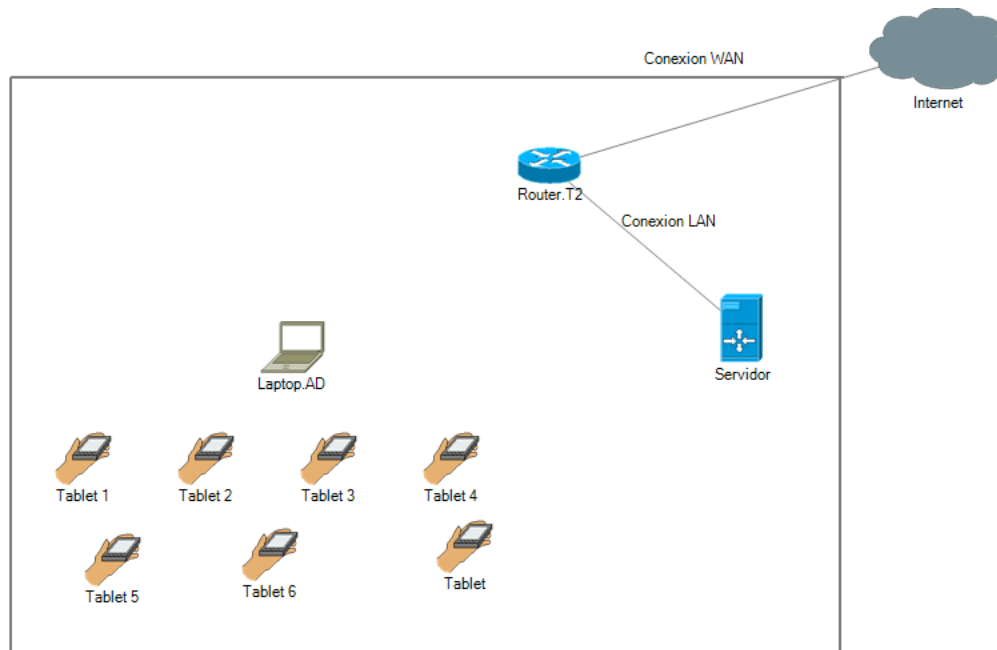 Conexion WAN
Internet
Router.T2
Conexion LAN
Servidor
Laptop.AD
Tablet 1
Tablet 2
Tablet 3
Tablet 4
Tablet 5
Tablet 6
Tablet